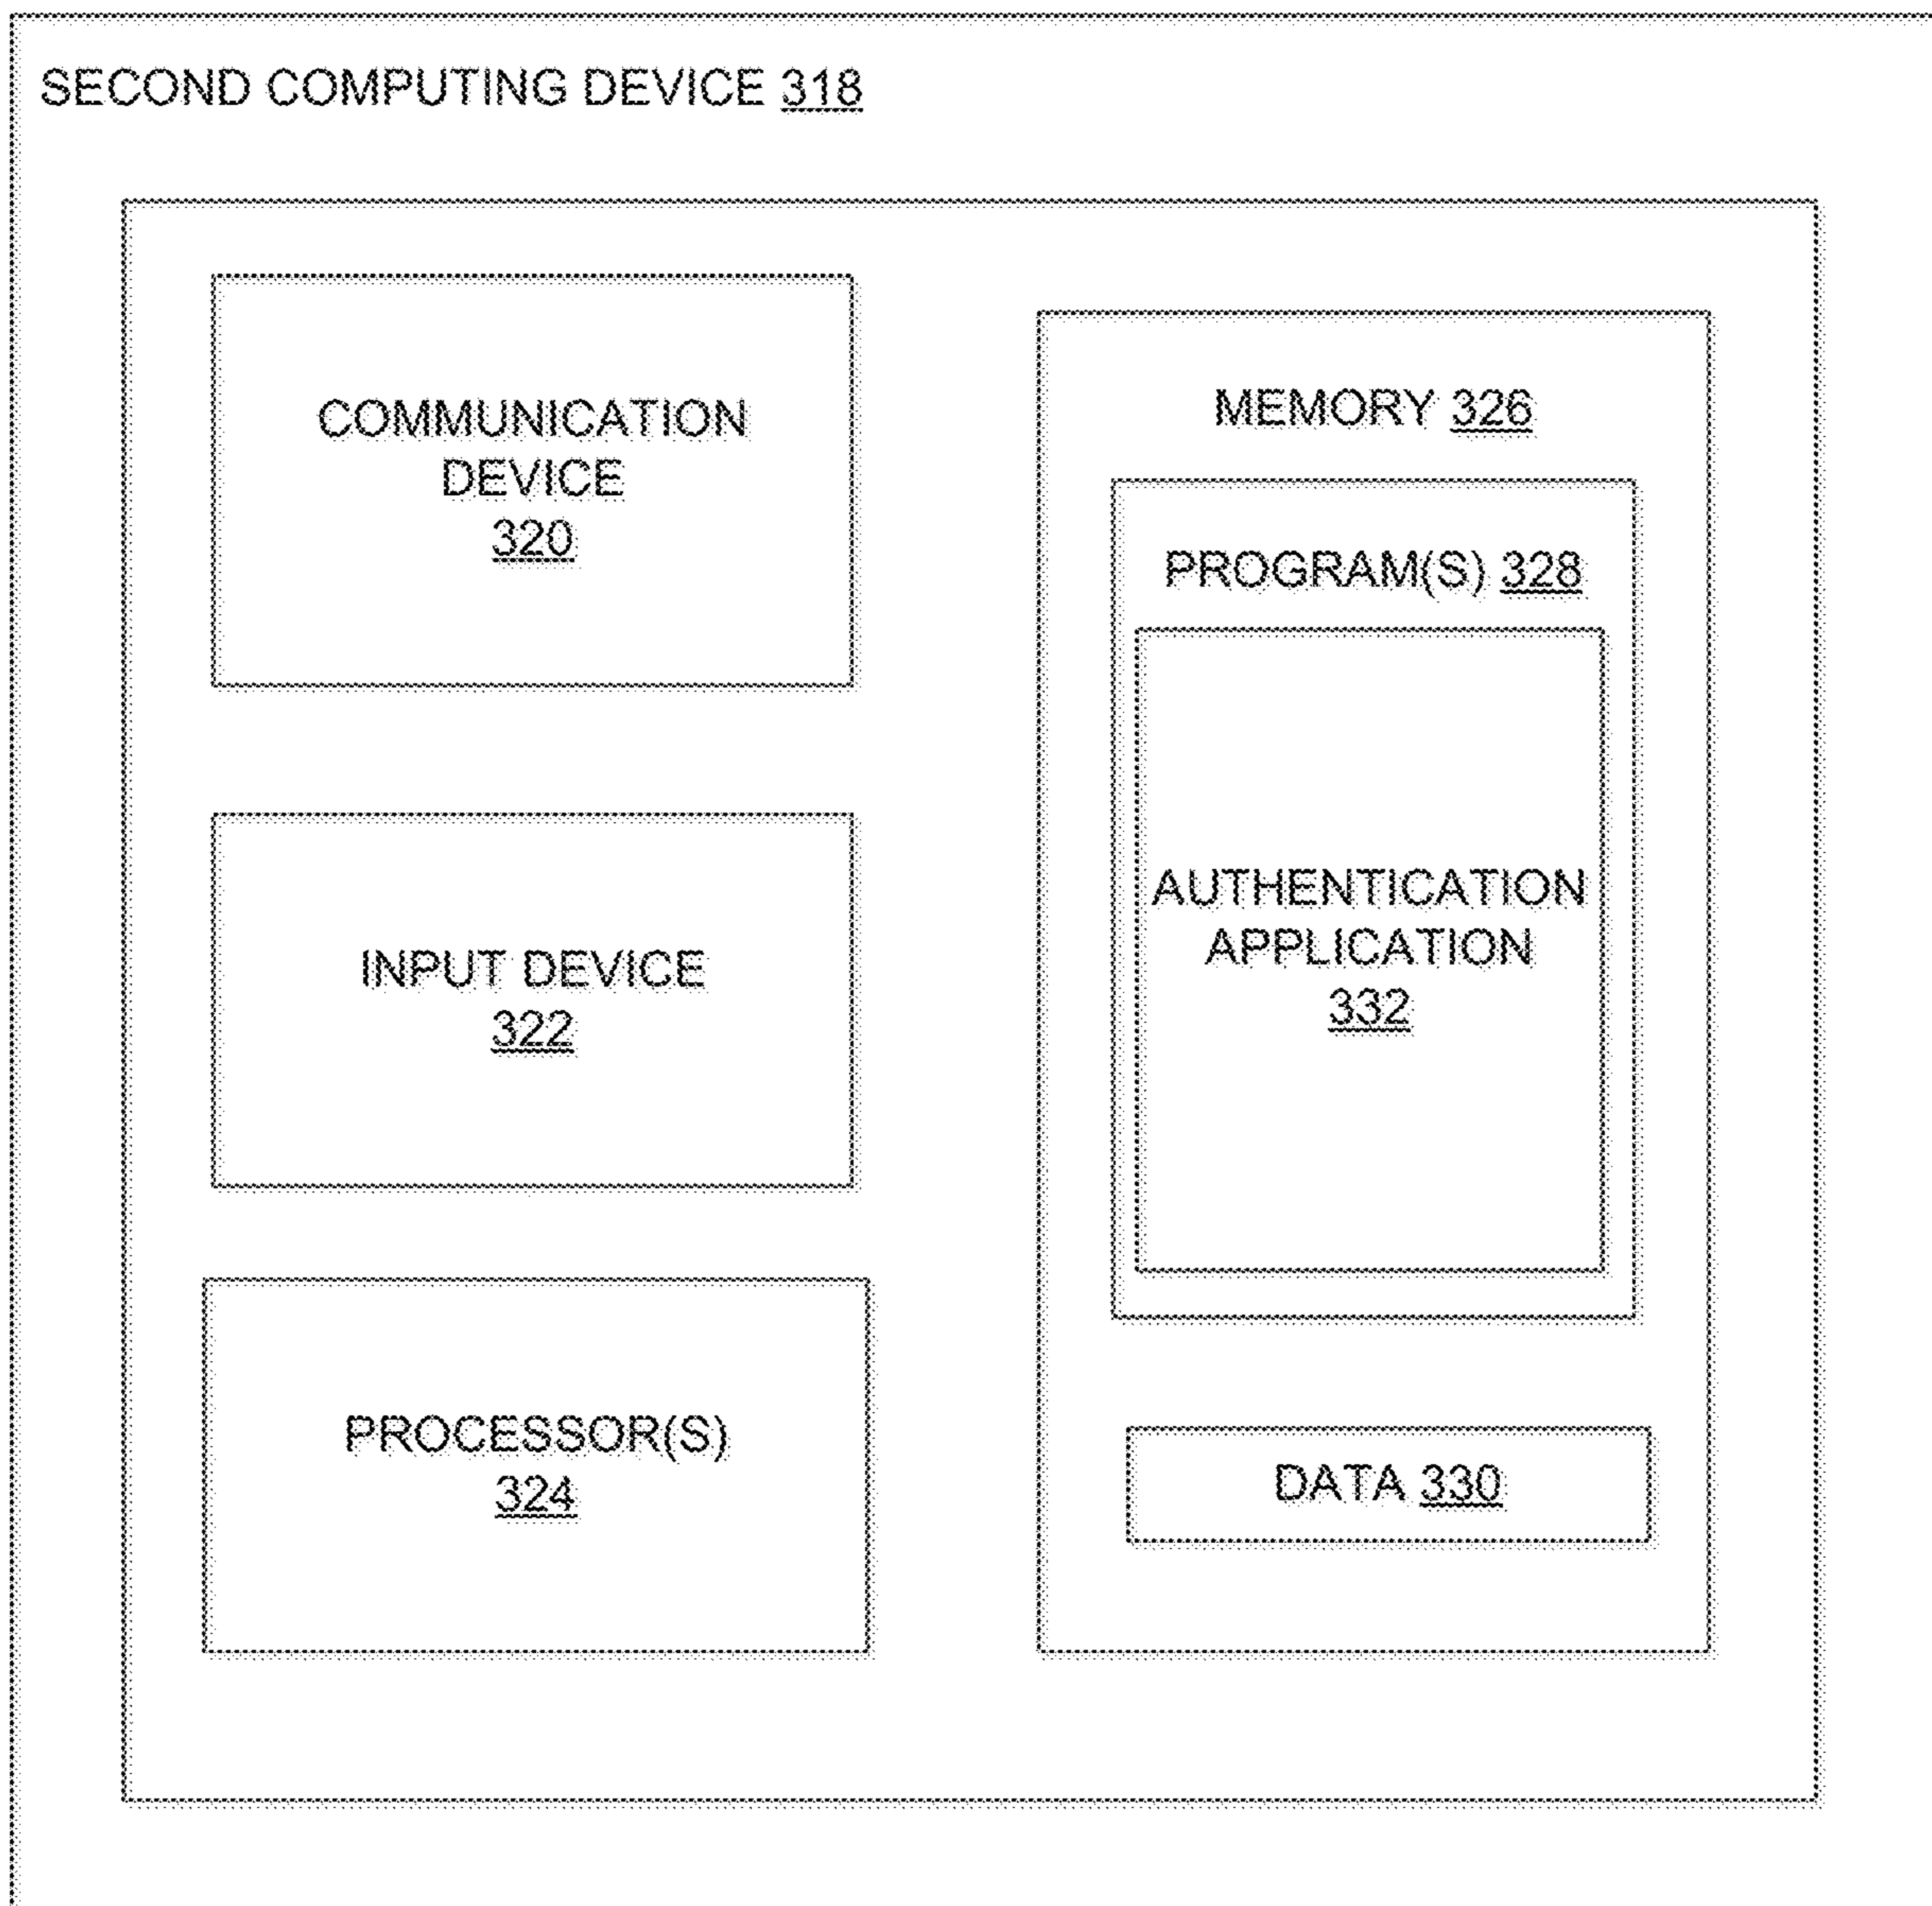 SECOND COMPUTING DEVICE 318
COMMUNICATION
DEVICE
320
INPUT DEVICE
322
PROCESSOR(S)
324
MEMORY 326
PROGRAM(S) 328
AUTHENTICATION
APPLICATION
332
DATA 330